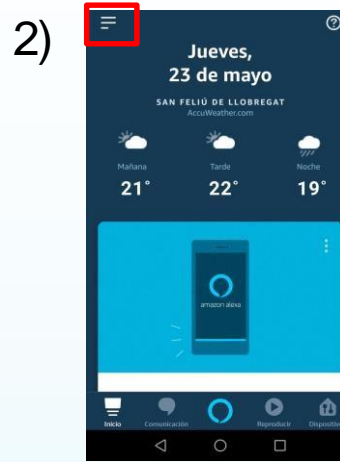 2)
Jueves,
23 de mayo
SAN FELIÚ DE LLOBREGAT
AccuWeather.com
Mañana Tarde Noche
21° 22° 19°
amazon alexa
Inicio Comunicación Reproducir Dispositivo